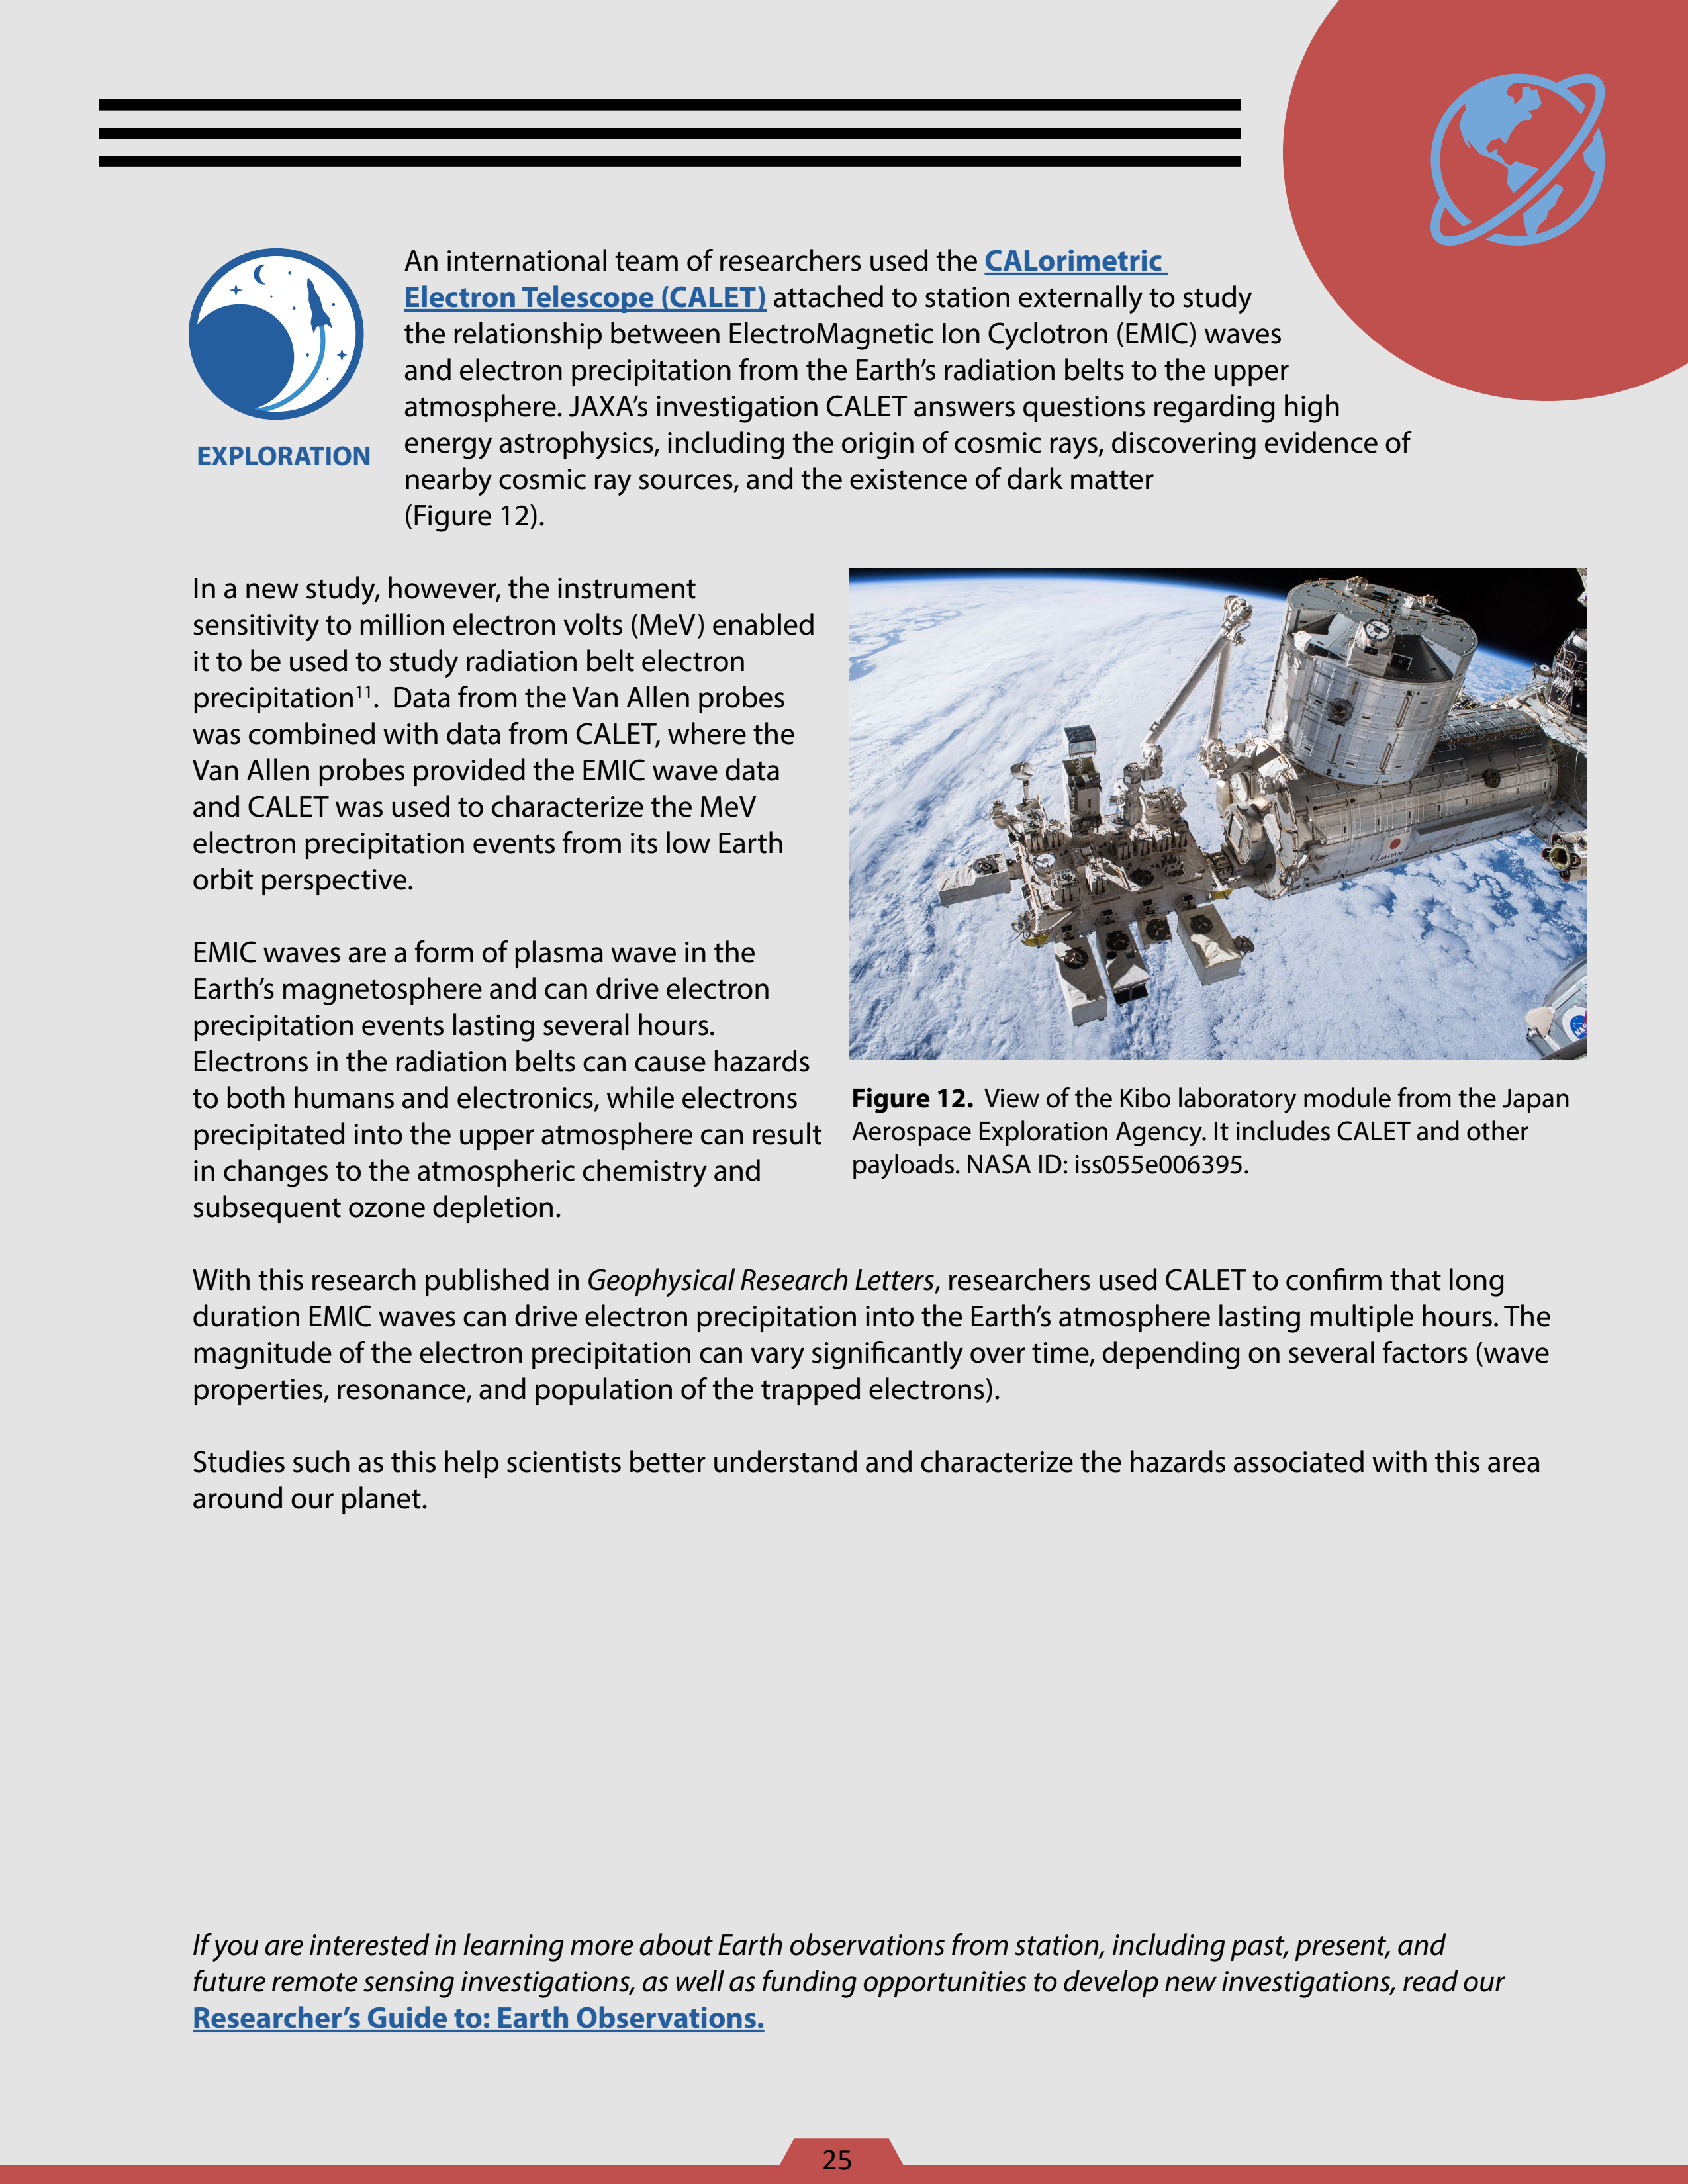 An international team of researchers used the CALorimetric
Electron Telescope (CALET) attached to station externally to study
the relationship between ElectroMagnetic Ion Cyclotron (EMIC) waves
and electron precipitation from the Earth’s radiation belts to the upper
atmosphere. JAXA’s investigation CALET answers questions regarding high
energy astrophysics, including the origin of cosmic rays, discovering evidence of
nearby cosmic ray sources, and the existence of dark matter
(Figure 12).
EXPLORATION
In a new study, however, the instrument
sensitivity to million electron volts (MeV) enabled
it to be used to study radiation belt electron
precipitation¹¹.  Data from the Van Allen probes
was combined with data from CALET, where the
Van Allen probes provided the EMIC wave data
and CALET was used to characterize the MeV
electron precipitation events from its low Earth
orbit perspective.
EMIC waves are a form of plasma wave in the
Earth’s magnetosphere and can drive electron
precipitation events lasting several hours.
Electrons in the radiation belts can cause hazards
to both humans and electronics, while electrons
precipitated into the upper atmosphere can result
in changes to the atmospheric chemistry and
subsequent ozone depletion.
JAPAN
NASA
Figure 12.  View of the Kibo laboratory module from the Japan
Aerospace Exploration Agency. It includes CALET and other
payloads. NASA ID: iss055e006395.
With this research published in Geophysical Research Letters, researchers used CALET to confirm that long
duration EMIC waves can drive electron precipitation into the Earth’s atmosphere lasting multiple hours. The
magnitude of the electron precipitation can vary significantly over time, depending on several factors (wave
properties, resonance, and population of the trapped electrons).
Studies such as this help scientists better understand and characterize the hazards associated with this area
around our planet.
If you are interested in learning more about Earth observations from station, including past, present, and
future remote sensing investigations, as well as funding opportunities to develop new investigations, read our
Researcher’s Guide to: Earth Observations.
25